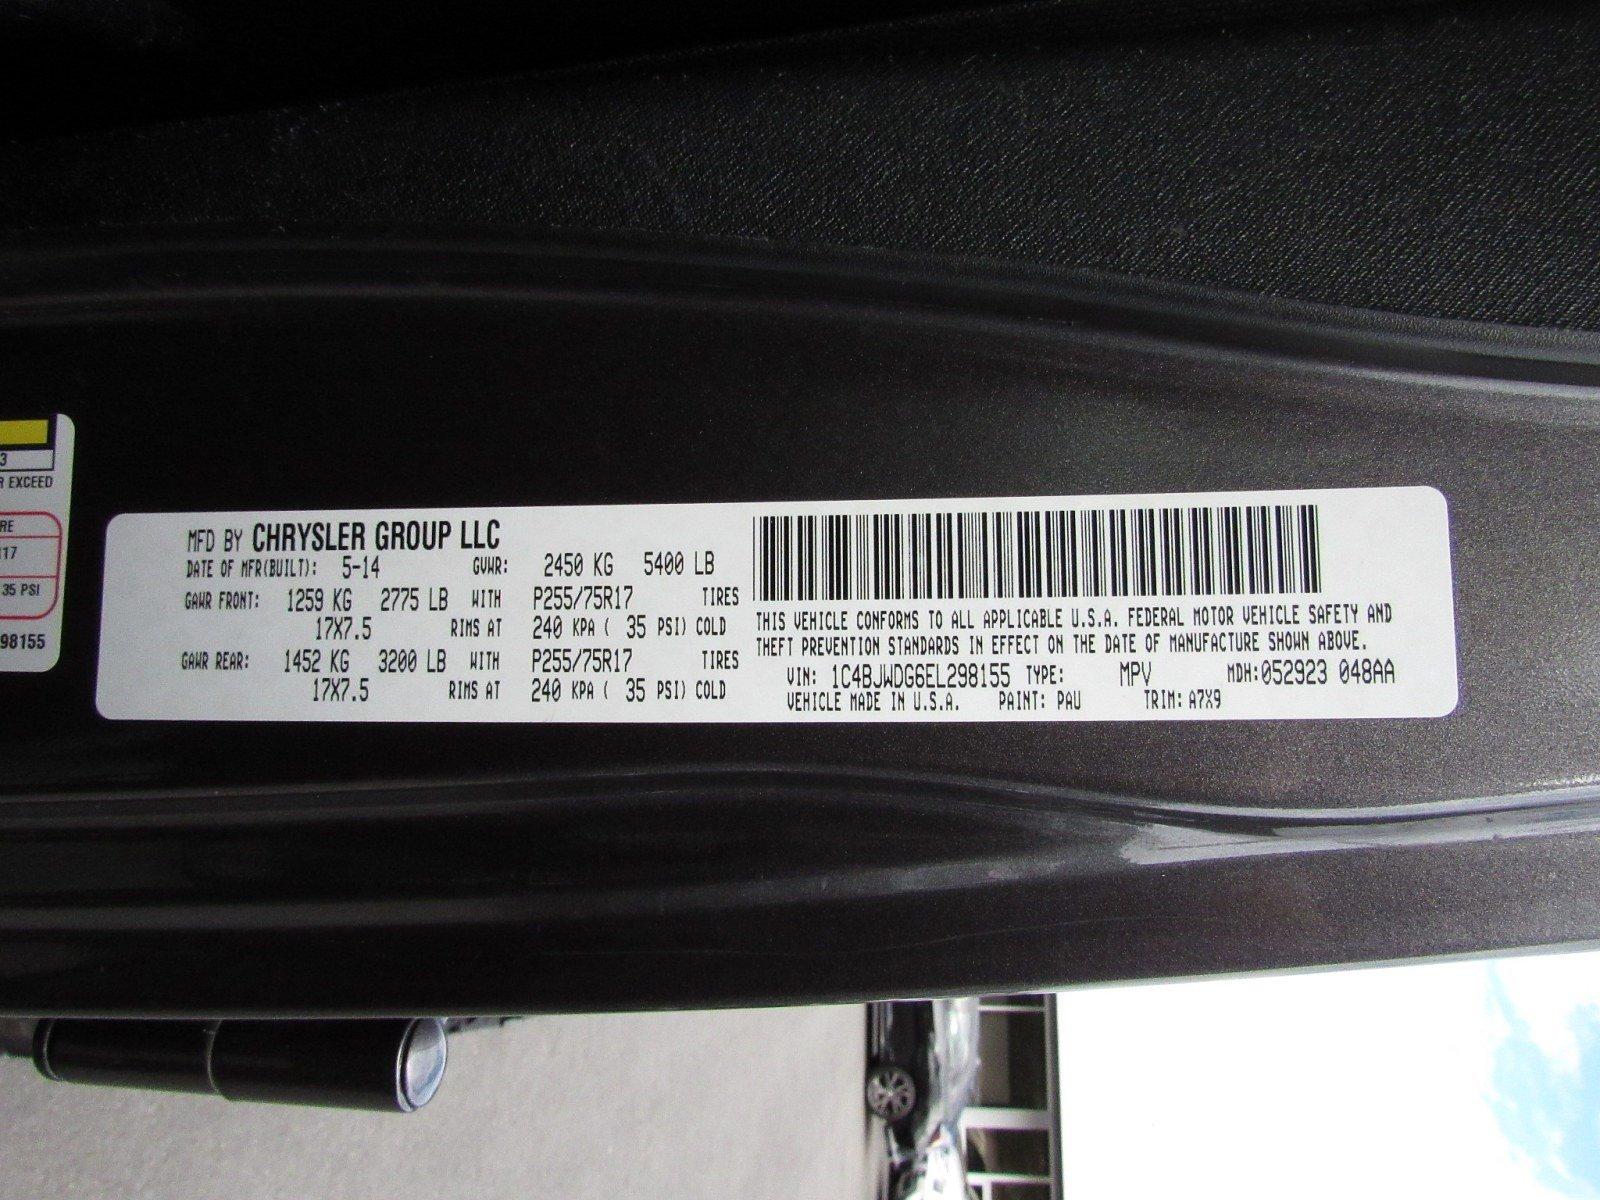 3
R EXCEED
RE
117
35 PSI
98155
MFD BY CHRYSLER GROUP LLC
DATE OF MFR(BUILT): 5-14 GVWR: 2450 KG 5400 LB
GAWR FRONT: 1259 KG 2775 LB WITH P255/75R17 TIRES
17X7.5 RIMS AT 240 KPA ( 35 PSI) COLD
GAWR REAR: 1452 KG 3200 LB WITH P255/75R17 TIRES
17X7.5 RIMS AT 240 KPA ( 35 PSI) COLD
THIS VEHICLE CONFORMS TO ALL APPLICABLE U.S.A. FEDERAL MOTOR VEHICLE SAFETY AND
THEFT PREVENTION STANDARDS IN EFFECT ON THE DATE OF MANUFACTURE SHOWN ABOVE.
VIN: 1C4BJWDG6EL298155 TYPE: MPV MDH:052923 048AA
VEHICLE MADE IN U.S.A. PAINT: PAU TRIM: A7X9